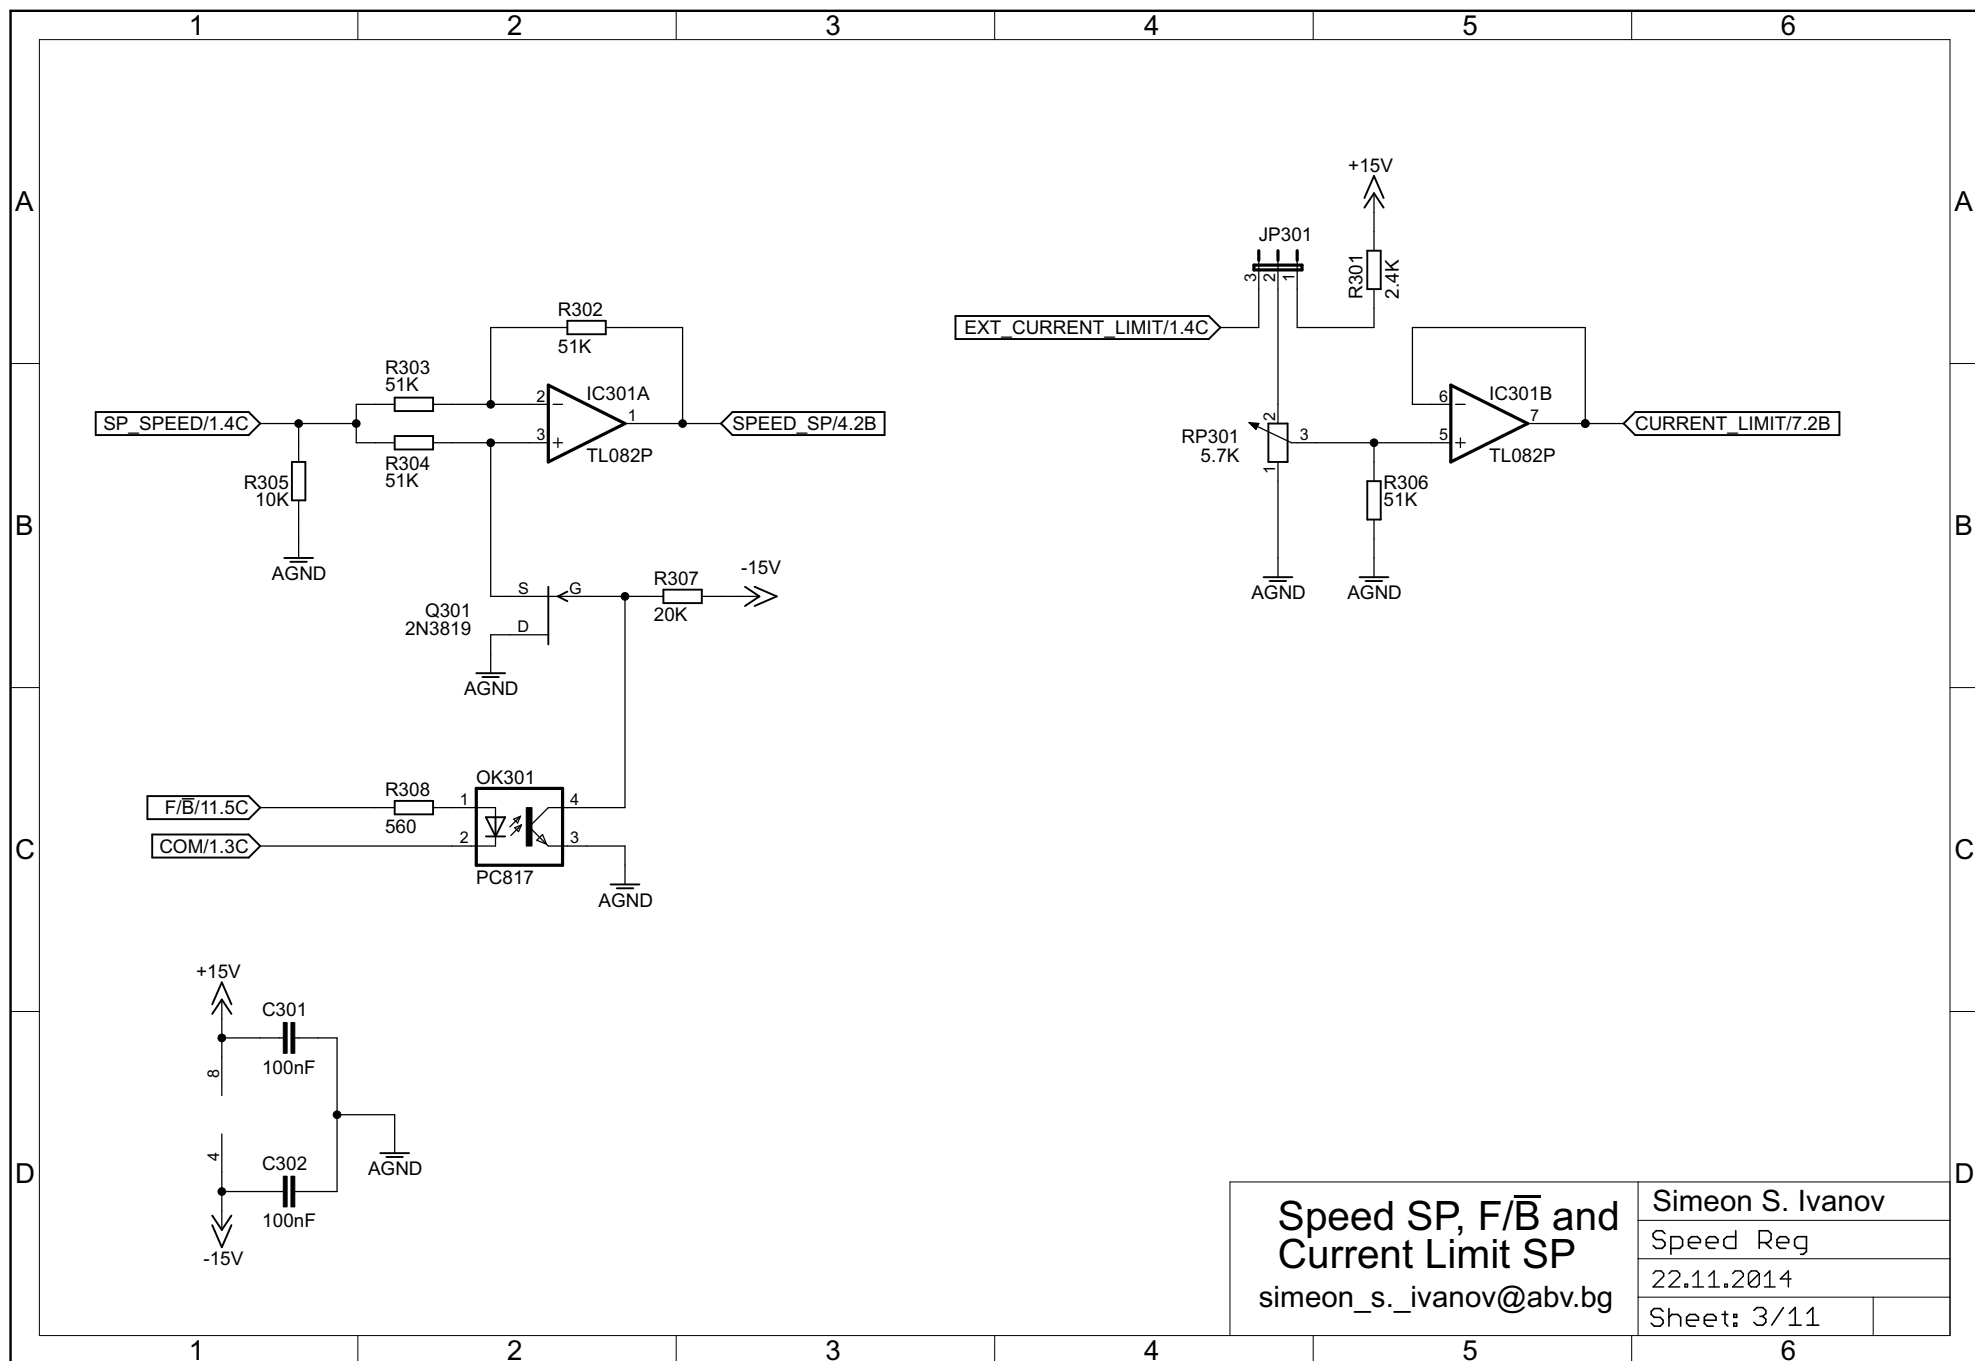 1 2 3 4 5 6
A A
B B
C C
D D
+15V
JP301
3 2 1
R301
2.4K
EXT_CURRENT_LIMIT/1.4C
R302
51K
R303
51K
IC301A
2
3
1
TL082P
SP_SPEED/1.4C
SPEED_SP/4.2B
R304
51K
R305
10K
AGND
IC301B
6
5
7
TL082P
CURRENT_LIMIT/7.2B
RP301
5.7K
2
3
1
R306
51K
AGND
AGND
S
G
D
Q301
2N3819
R307
20K
-15V
AGND
OK301
F/B̅/11.5C
R308
560
1
4
COM/1.3C
2
3
PC817
AGND
+15V
C301
100nF
8
4
C302
100nF
AGND
-15V
Speed SP, F/B̅ and
Current Limit SP
simeon_s._ivanov@abv.bg
Simeon S. Ivanov
Speed Reg
22.11.2014
Sheet: 3/11
1 2 3 4 5 6